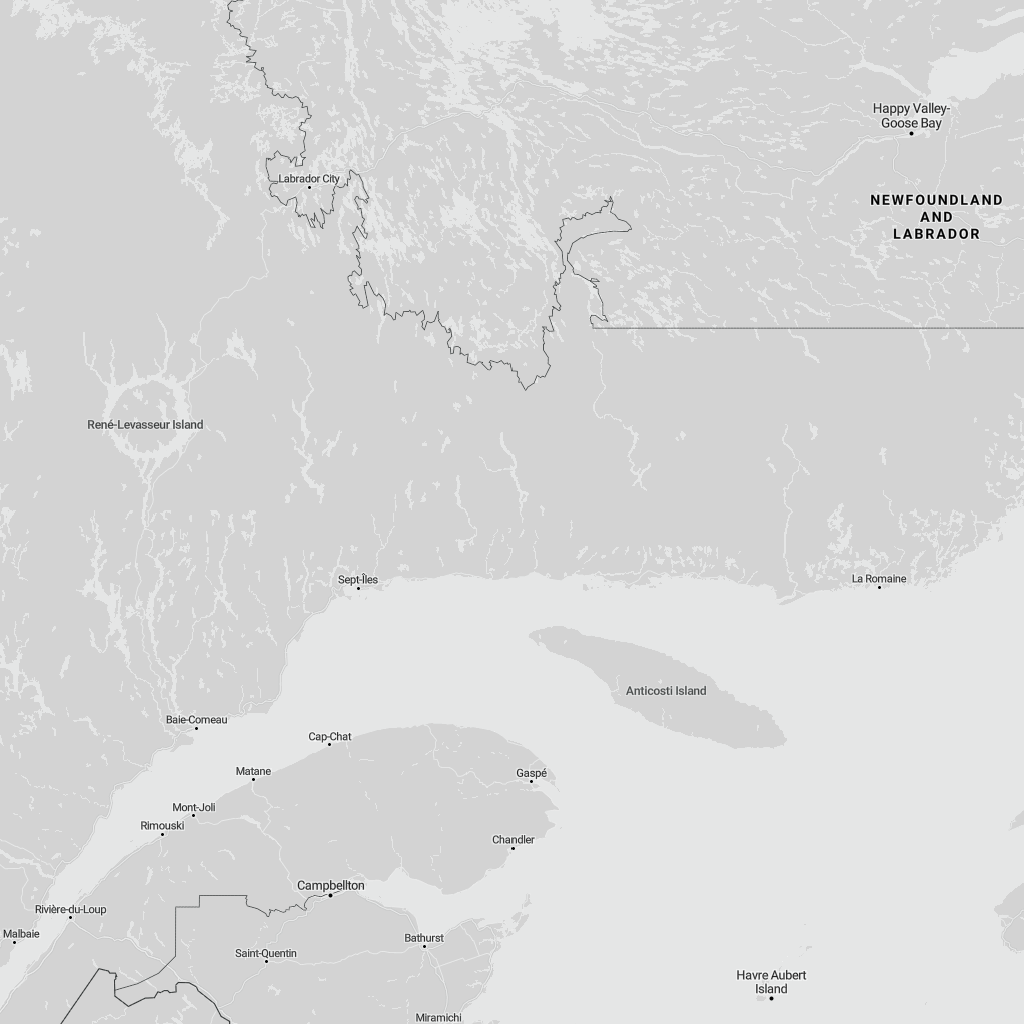 Happy Valley-
Goose Bay
Labrador City
NEWFOUNDLAND
AND
LABRADOR
René-Levasseur Island
Sept-Îles
La Romaine
Anticosti Island
Baie-Comeau
Cap-Chat
Matane
Gaspé
Mont-Joli
Rimouski
Chandler
Campbellton
Rivière-du-Loup
Malbaie
Bathurst
Saint-Quentin
Havre Aubert
Island
Miramichi